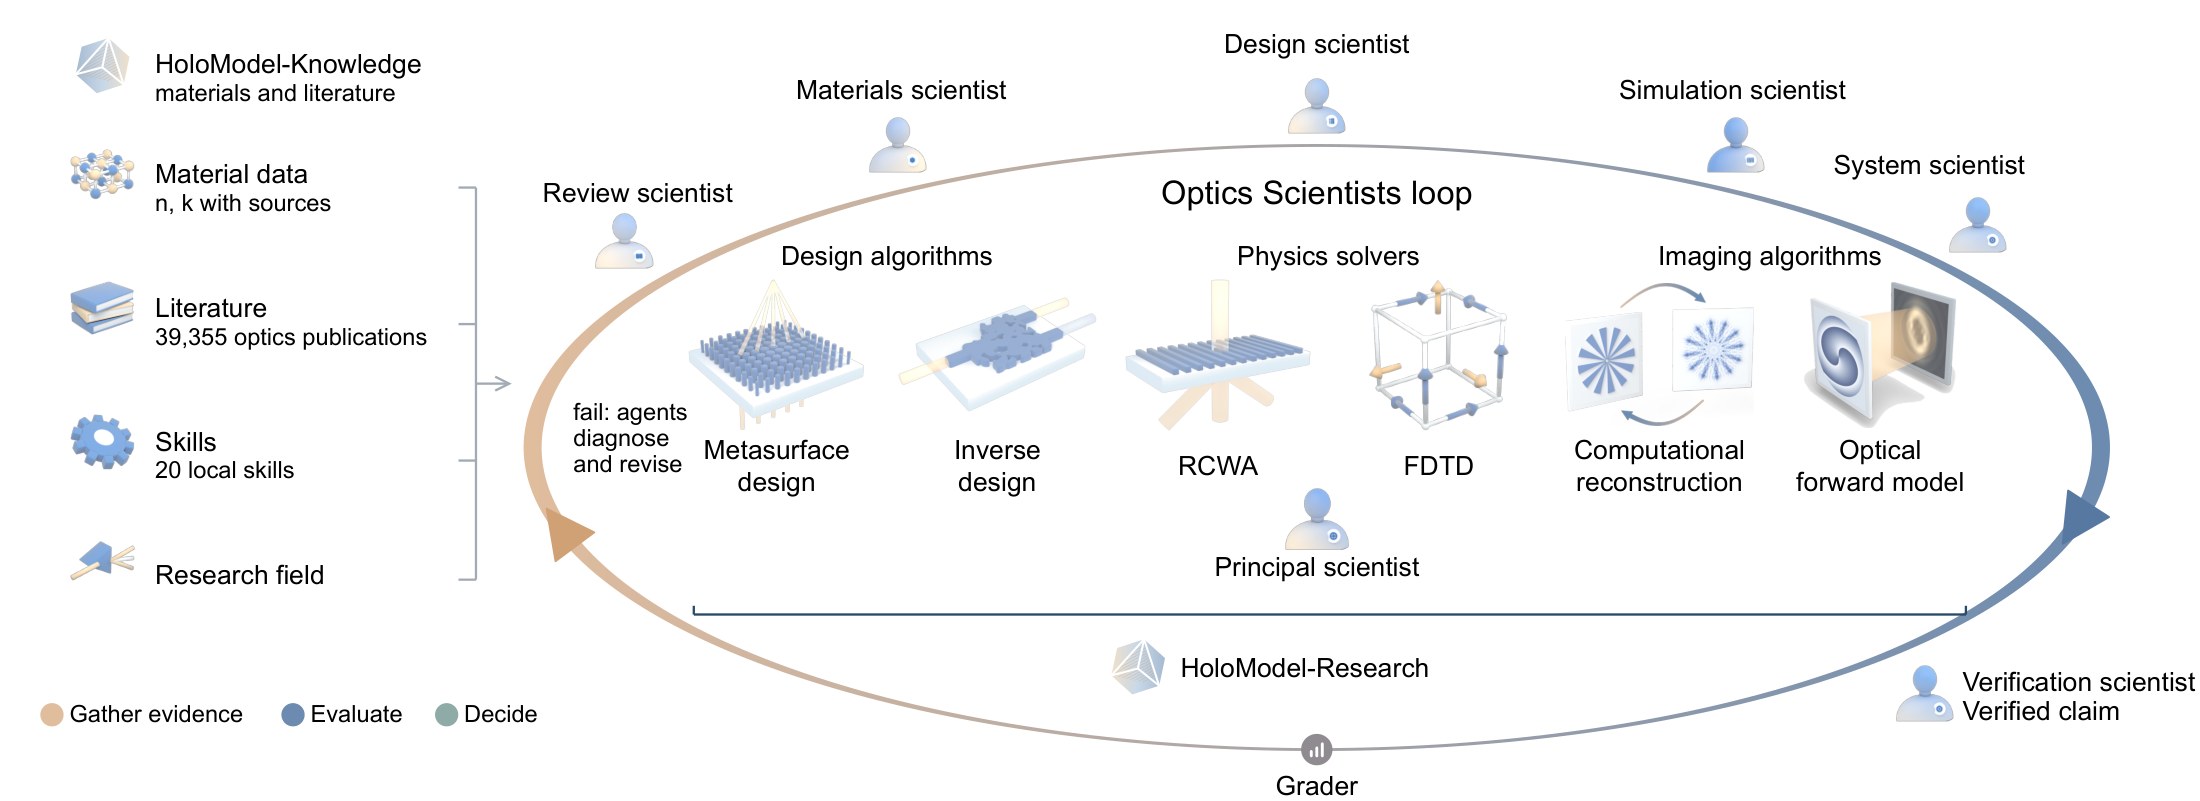 HoloModel-Knowledge
materials and literature
Material data
n, k with sources
Literature
39,355 optics publications
Skills
20 local skills
Research field
Gather evidence
Evaluate
Decide
Review scientist
Materials scientist
Design scientist
Simulation scientist
System scientist
Optics Scientists loop
Design algorithms
Physics solvers
Imaging algorithms
fail: agents
diagnose
and revise
Metasurface
design
Inverse
design
RCWA
FDTD
Computational
reconstruction
Optical
forward model
Principal scientist
HoloModel-Research
Verification scientist
Verified claim
Grader